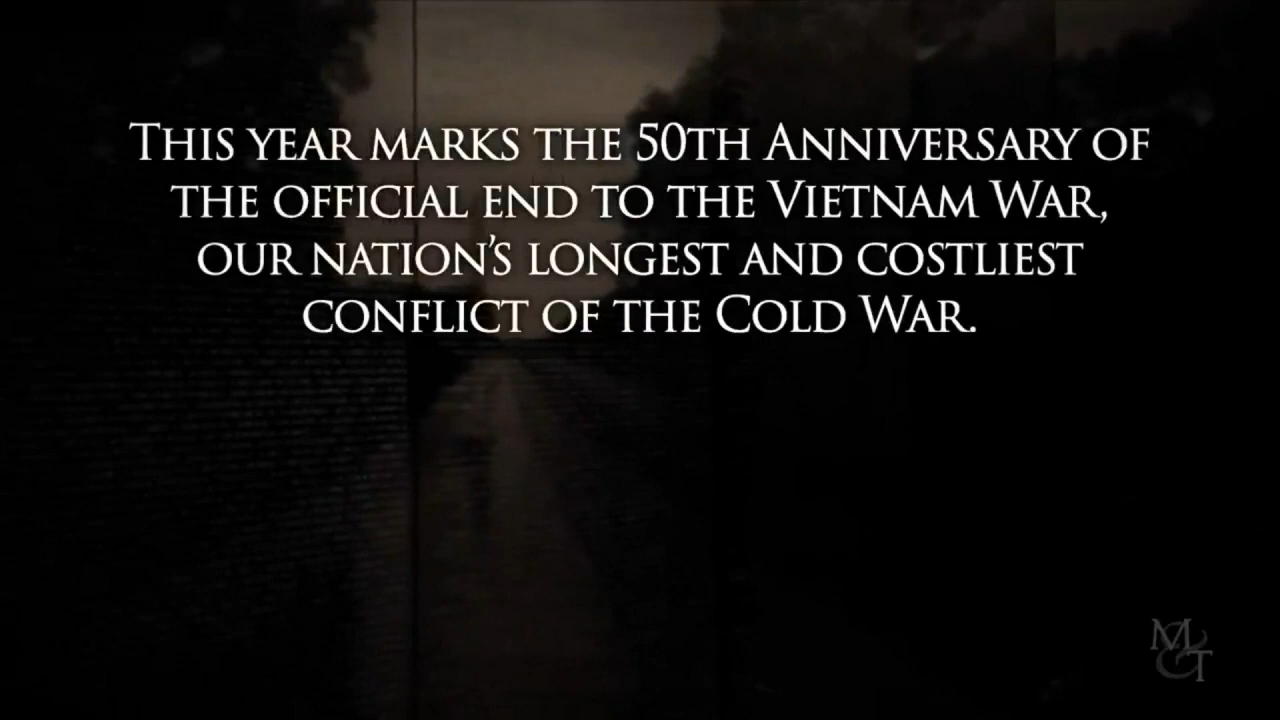 This year marks the 50th Anniversary of
the official end to the Vietnam War,
our nation's longest and costliest
conflict of the Cold War.
M&T